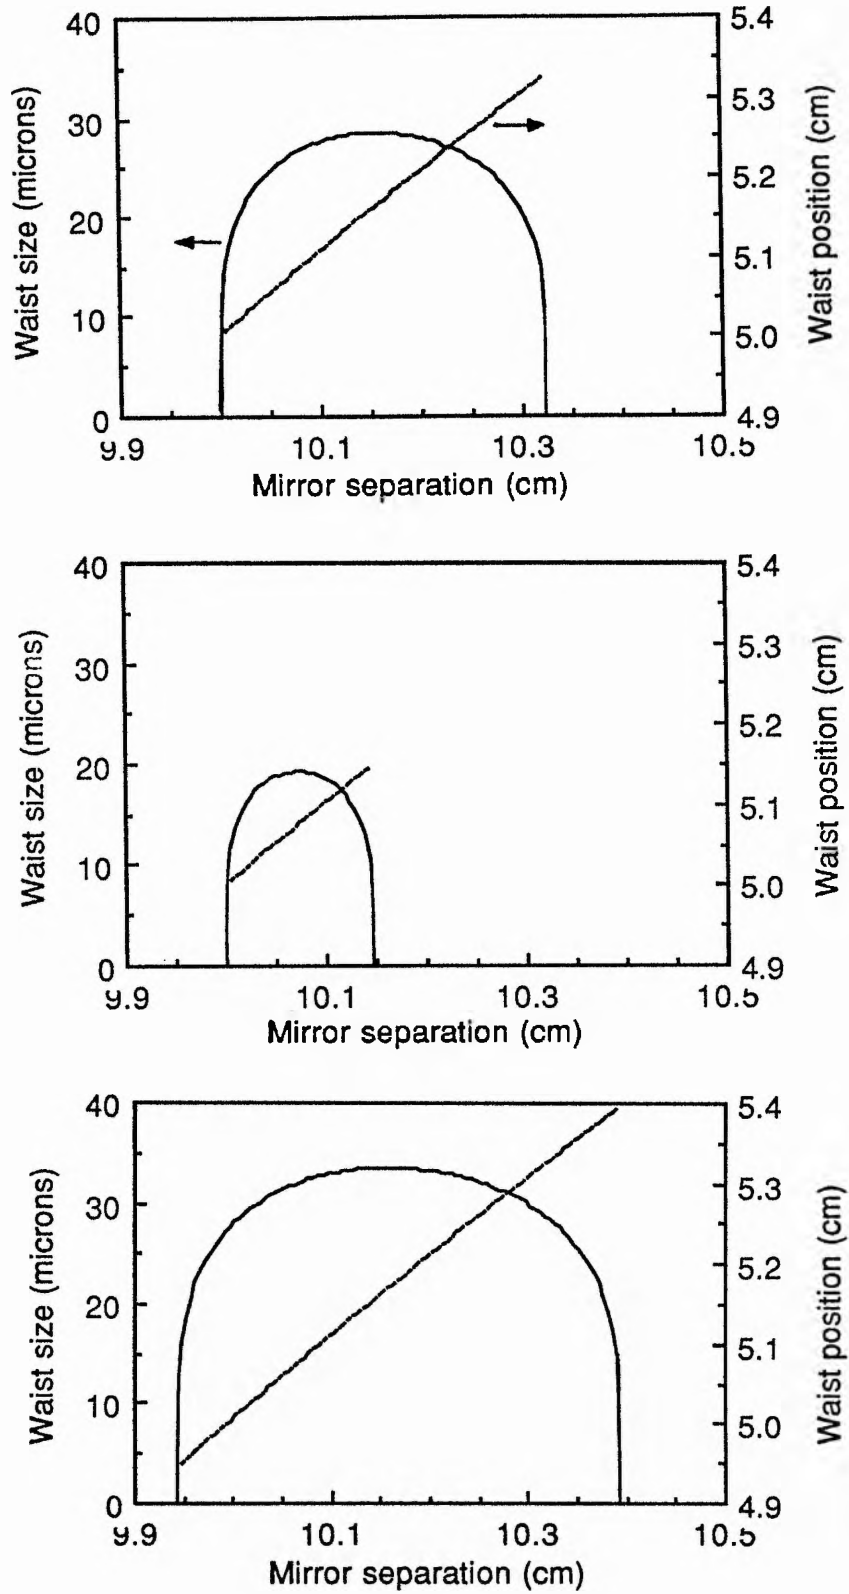 40
30
20
10
0
Waist size (microns)
5.4
5.3
5.2
5.1
5.0
4.9
Waist position (cm)
9.9 10.1 10.3 10.5
Mirror separation (cm)
40
30
20
10
0
Waist size (microns)
5.4
5.3
5.2
5.1
5.0
4.9
Waist position (cm)
9.9 10.1 10.3 10.5
Mirror separation (cm)
40
30
20
10
0
Waist size (microns)
5.4
5.3
5.2
5.1
5.0
4.9
Waist position (cm)
9.9 10.1 10.3 10.5
Mirror separation (cm)